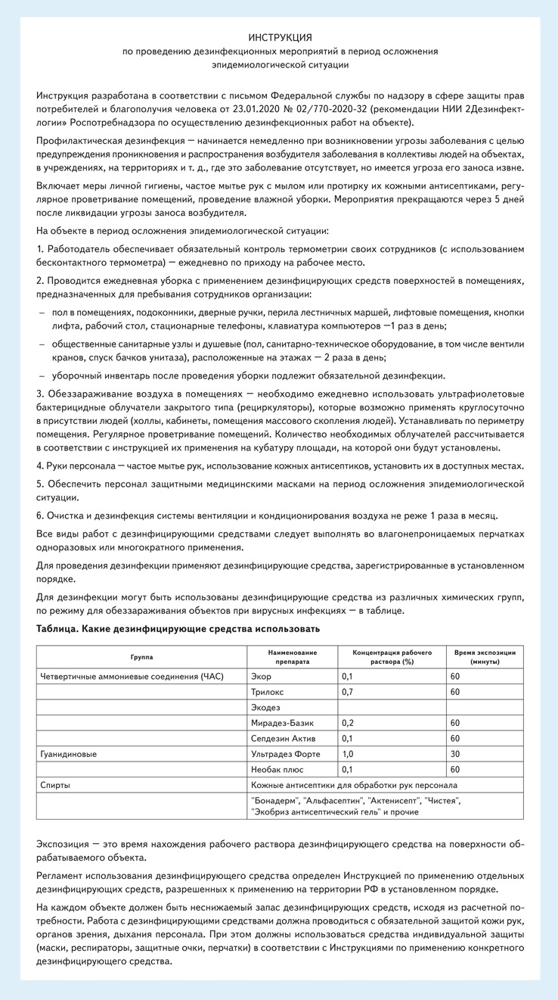 ИНСТРУКЦИЯ
по проведению дезинфекционных мероприятий в период осложнения
эпидемиологической ситуации
Инструкция разработана в соответствии с письмом Федеральной службы по надзору в сфере защиты прав
потребителей и благополучия человека от 23.01.2020 № 02/770-2020-32 (рекомендации НИИ 2Дезинфект-
логии» Роспотребнадзора по осуществлению дезинфекционных работ на объекте).
Профилактическая дезинфекция — начинается немедленно при возникновении угрозы заболевания с целью
предупреждения проникновения и распространения возбудителя заболевания в коллективы людей на объектах,
в учреждениях, на территориях и т. д., где это заболевание отсутствует, но имеется угроза его заноса извне.
Включает меры личной гигиены, частое мытье рук с мылом или протирку их кожными антисептиками, регу-
лярное проветривание помещений, проведение влажной уборки. Мероприятия прекращаются через 5 дней
после ликвидации угрозы заноса возбудителя.
На объекте в период осложнения эпидемиологической ситуации:
1. Работодатель обеспечивает обязательный контроль термометрии своих сотрудников (с использованием
бесконтактного термометра) — ежедневно по приходу на рабочее место.
2. Проводится ежедневная уборка с применением дезинфицирующих средств поверхностей в помещениях,
предназначенных для пребывания сотрудников организации:
— пол в помещениях, подоконники, дверные ручки, перила лестничных маршей, лифтовые помещения, кнопки
лифта, рабочий стол, стационарные телефоны, клавиатура компьютеров —1 раз в день;
— общественные санитарные узлы и душевые (пол, санитарно-техническое оборудование, в том числе вентили
кранов, спуск бачков унитаза), расположенные на этажах — 2 раза в день;
— уборочный инвентарь после проведения уборки подлежит обязательной дезинфекции.
3. Обеззараживание воздуха в помещениях — необходимо ежедневно использовать ультрафиолетовые
бактерицидные облучатели закрытого типа (рециркуляторы), которые возможно применять круглосуточно
в присутствии людей (холлы, кабинеты, помещения массового скопления людей). Устанавливать по периметру
помещения. Регулярное проветривание помещений. Количество необходимых облучателей рассчитывается
в соответствии с инструкцией их применения на кубатуру площади, на которой они будут установлены.
4. Руки персонала — частое мытье рук, использование кожных антисептиков, установить их в доступных местах.
5. Обеспечить персонал защитными медицинскими масками на период осложнения эпидемиологической
ситуации.
6. Очистка и дезинфекция системы вентиляции и кондиционирования воздуха не реже 1 раза в месяц.
Все виды работ с дезинфицирующими средствами следует выполнять во влагонепроницаемых перчатках
одноразовых или многократного применения.
Для проведения дезинфекции применяют дезинфицирующие средства, зарегистрированные в установленном
порядке.
Для дезинфекции могут быть использованы дезинфицирующие средства из различных химических групп,
по режиму для обеззараживания объектов при вирусных инфекциях — в таблице.
Таблица. Какие дезинфицирующие средства использовать
Группа Наименование препарата Концентрация рабочего раствора (%) Время экспозиции (минуты)
Четвертичные аммониевые соединения (ЧАС) Экор 0,1 60
Трилокс 0,7 60
Экодез
Мирадез-Базик 0,2 60
Сепдезин Актив 0,1 60
Гуанидиновые Ультрадез Форте 1,0 30
Необак плюс 0,1 60
Спирты Кожные антисептики для обработки рук персонала
"Бонадерм", "Альфасептин", "Актенисепт", "Чистея",
"Экобриз антисептический гель" и прочие
Экспозиция — это время нахождения рабочего раствора дезинфицирующего средства на поверхности об-
рабатываемого объекта.
Регламент использования дезинфицирующего средства определен Инструкцией по применению отдельных
дезинфицирующих средств, разрешенных к применению на территории РФ в установленном порядке.
На каждом объекте должен быть неснижаемый запас дезинфицирующих средств, исходя из расчетной по-
требности. Работа с дезинфицирующими средствами должна проводиться с обязательной защитой кожи рук,
органов зрения, дыхания персонала. При этом должны использоваться средства индивидуальной защиты
(маски, респираторы, защитные очки, перчатки) в соответствии с Инструкциями по применению конкретного
дезинфицирующего средства.